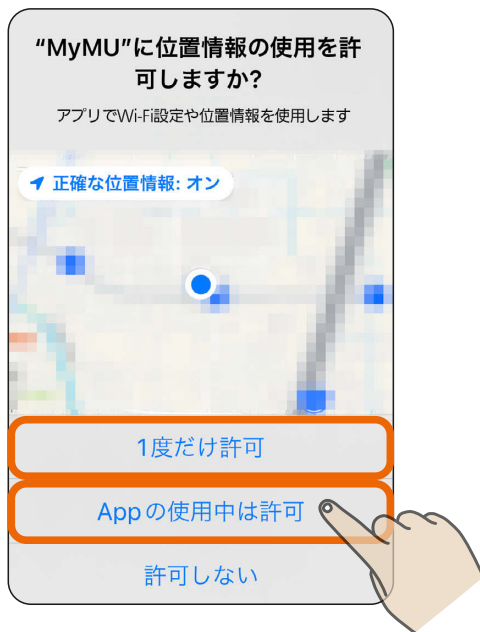 “MyMU”に位置情報の使用を許
可しますか?
アプリでWi-Fi設定や位置情報を使用します
正確な位置情報: オン
1度だけ許可
Appの使用中は許可
許可しない